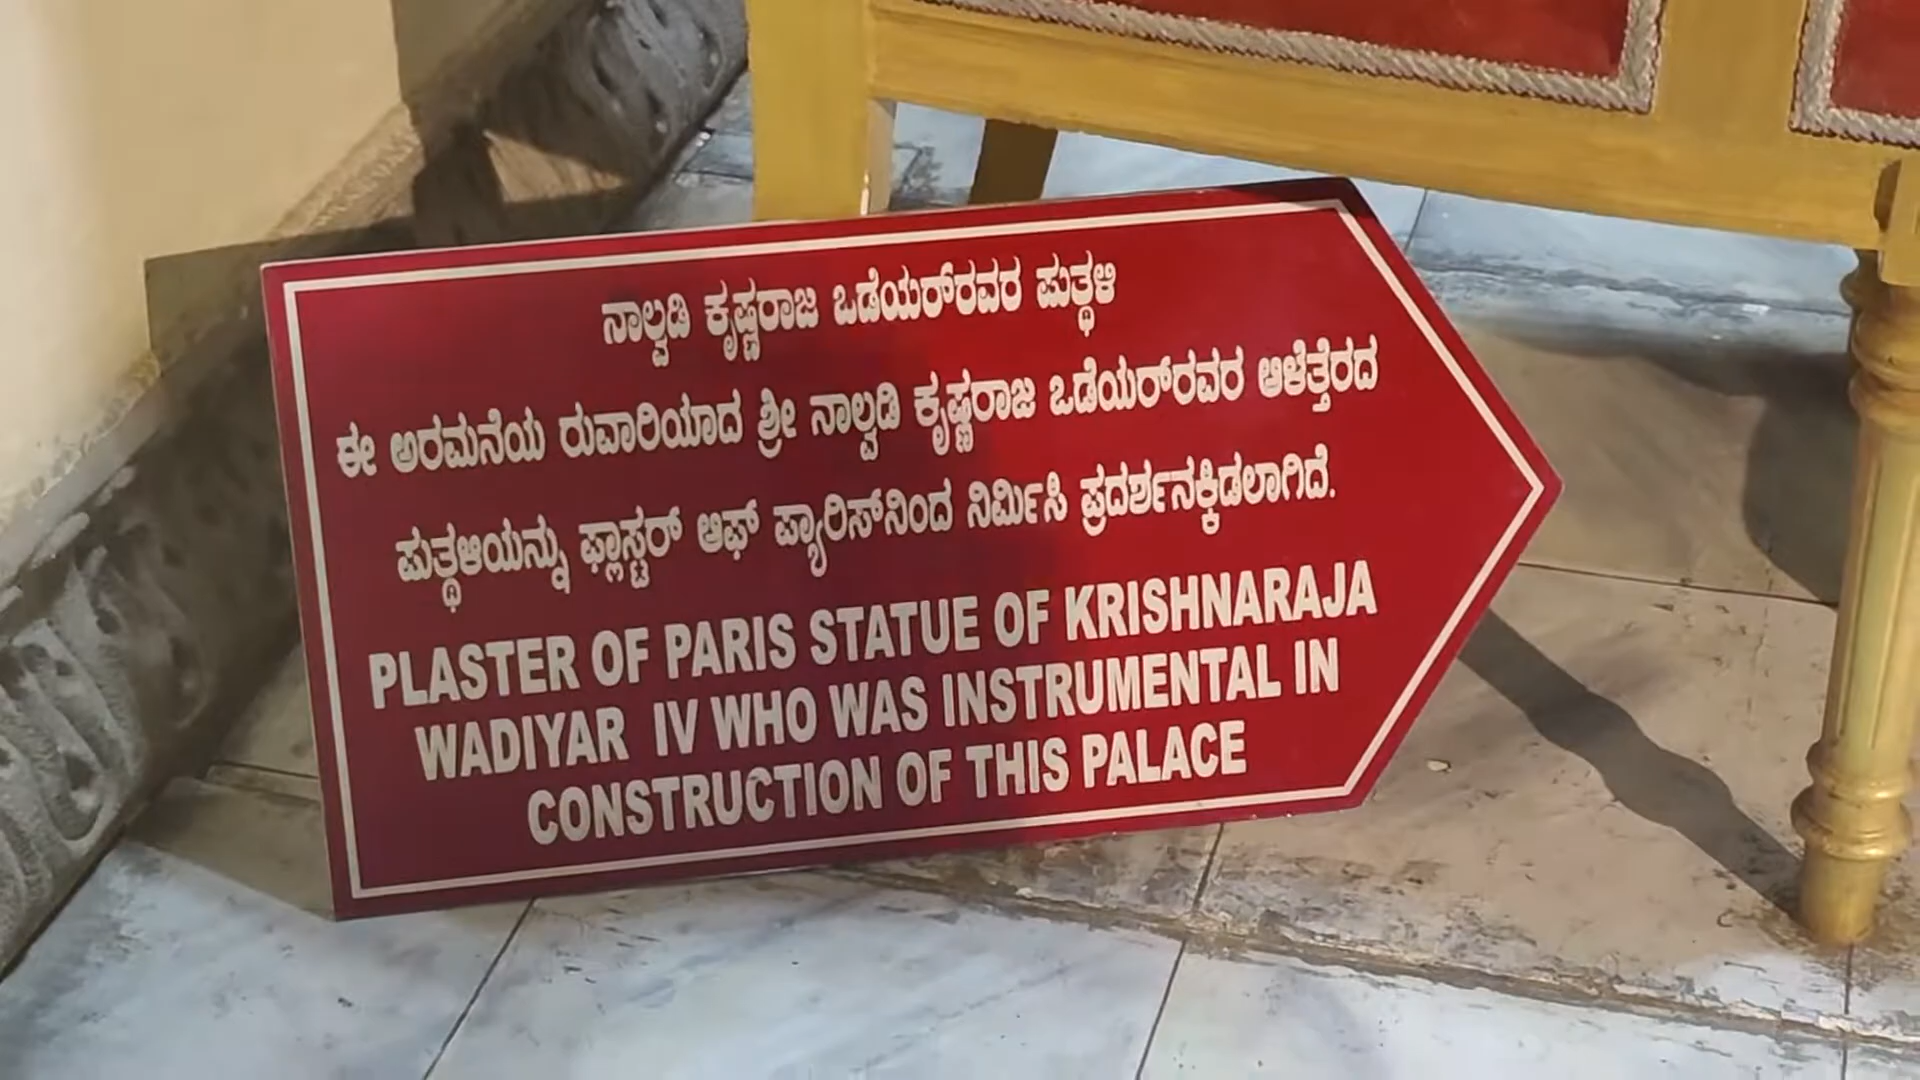 ನಾಲ್ವಡಿ ಕೃಷ್ಣರಾಜ ಒಡೆಯರ್‌ರವರ ಪುತ್ಥಳಿ
ಈ ಅರಮನೆಯ ರುವಾರಿಯಾದ ಶ್ರೀ ನಾಲ್ವಡಿ ಕೃಷ್ಣರಾಜ ಒಡೆಯರ್‌ರವರ ಆಳೆತ್ತೆರದ
ಪುತ್ಥಳಿಯನ್ನು ಫ್ಲಾಸ್ಟರ್ ಆಫ್ ಪ್ಯಾರಿಸ್‌ನಿಂದ ನಿರ್ಮಿಸಿ ಪ್ರದರ್ಶನಕ್ಕಿಡಲಾಗಿದೆ.
PLASTER OF PARIS STATUE OF KRISHNARAJA
WADIYAR IV WHO WAS INSTRUMENTAL IN
CONSTRUCTION OF THIS PALACE